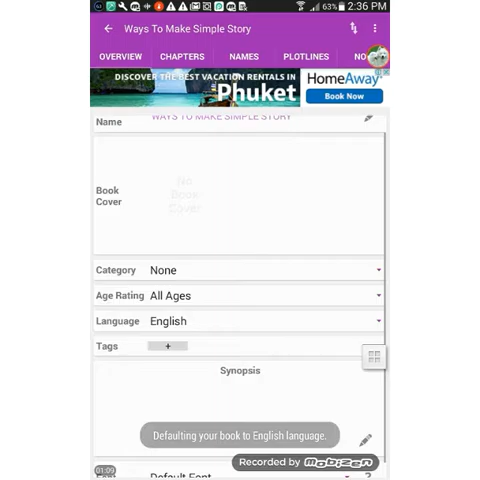 63% 2:36 PM
Ways To Make Simple Story
OVERVIEW CHAPTERS NAMES PLOTLINES NO
DISCOVER THE BEST VACATION RENTALS IN
Phuket
HomeAway
Book Now
Name WAYS TO MAKE SIMPLE STORY
Book
Cover
No
Book
Cover
Category None
Age Rating All Ages
Language English
Tags +
Synopsis
Defaulting your book to English language.
Recorded by MOBIZEN
01:09
Font Default Font ?